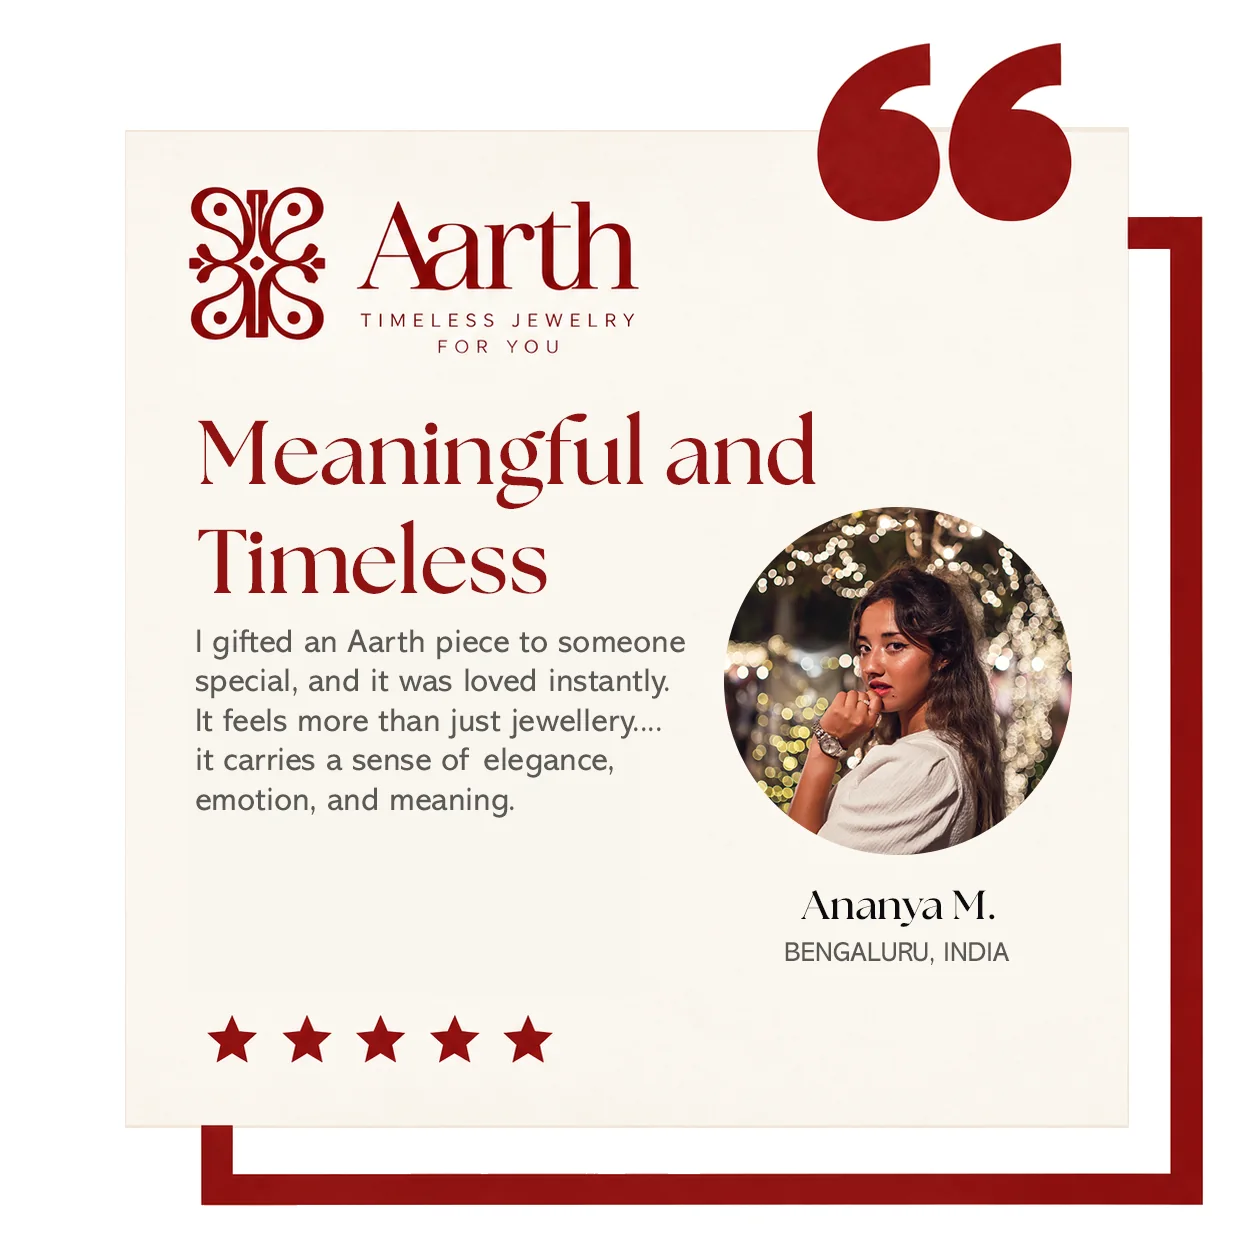 Aarth
TIMELESS JEWELRY
FOR YOU
Meaningful and
Timeless
I gifted an Aarth piece to someone
special, and it was loved instantly.
It feels more than just jewellery....
it carries a sense of elegance,
emotion, and meaning.
Ananya M.
BENGALURU, INDIA